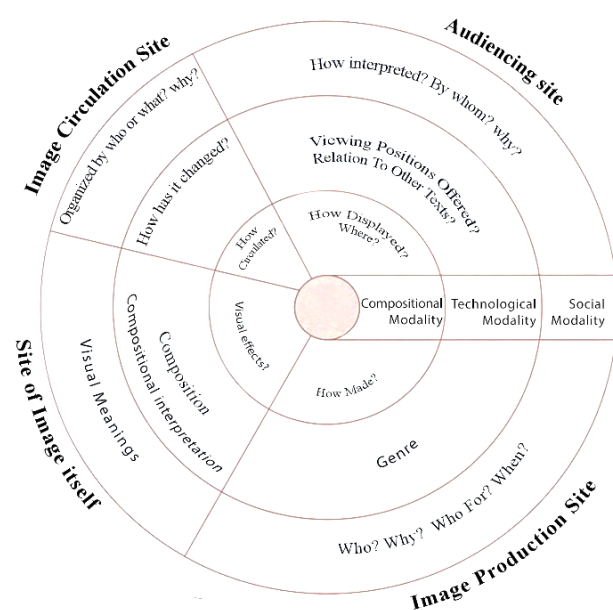 Image Circulation Site
Organized by who or what? why?
How has it changed?
How
Circulated?
Audiencing site
How interpreted? By whom? why?
Viewing Positions Offered?
Relation To Other Texts?
How Displayed?
Where?
Compositional
Modality
Technological
Modality
Social
Modality
Site of Image itself
Visual Meanings
Composition
Compositional interpretation
Visual effects?
How Made?
Genre
Who? Why? Who For? When?
Image Production Site